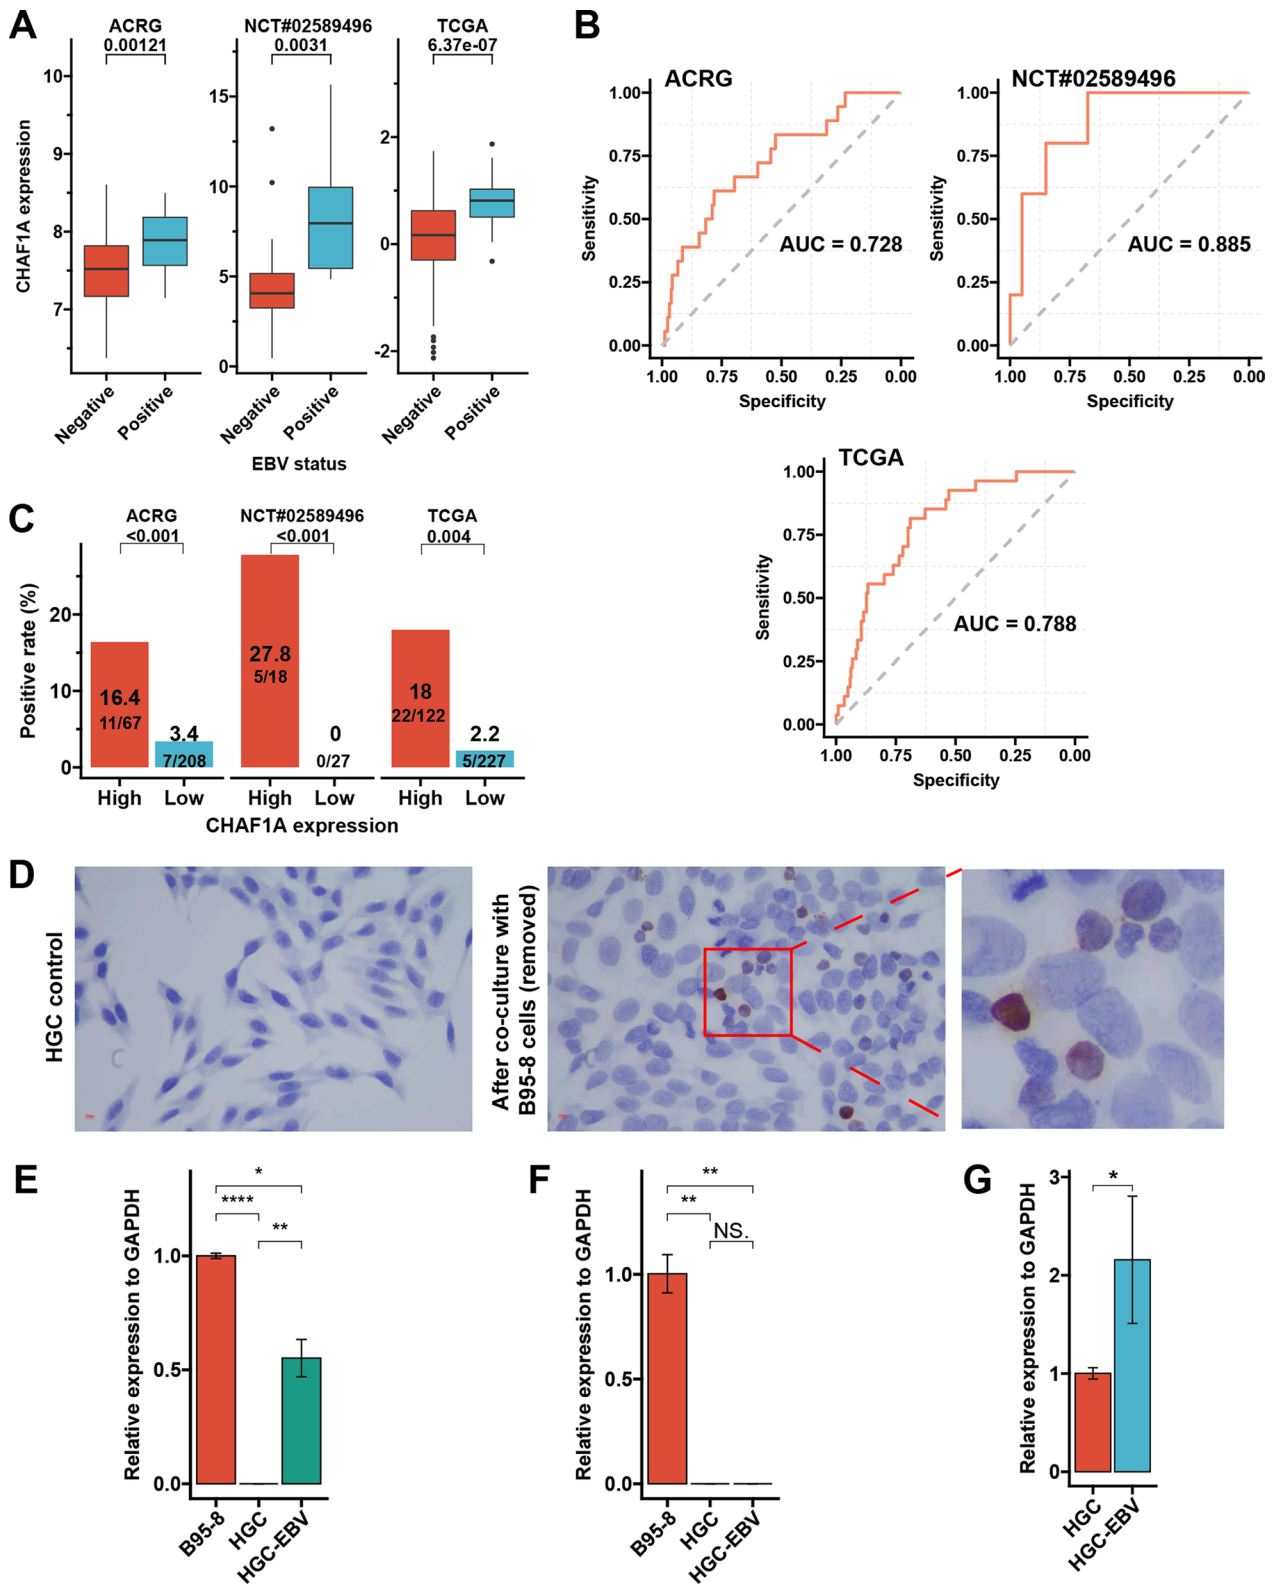 A
ACRG
0.00121
NCT#02589496
0.0031
TCGA
6.37e-07
CHAF1A expression
10
9
8
7
15
10
5
0
2
0
-2
Negative
Positive
Negative
Positive
Negative
Positive
EBV status
B
ACRG
Sensitivity
1.00
0.75
0.50
0.25
0.00
AUC = 0.728
1.00 0.75 0.50 0.25 0.00
Specificity
NCT#02589496
Sensitivity
1.00
0.75
0.50
0.25
0.00
AUC = 0.885
1.00 0.75 0.50 0.25 0.00
Specificity
TCGA
Sensitivity
1.00
0.75
0.50
0.25
0.00
AUC = 0.788
1.00 0.75 0.50 0.25 0.00
Specificity
C
ACRG
<0.001
NCT#02589496
<0.001
TCGA
0.004
Positive rate (%)
20
10
0
16.4
11/67
3.4
7/208
27.8
5/18
0
0/27
18
22/122
2.2
5/227
High Low
High Low
High Low
CHAF1A expression
D
HGC control
After co-culture with
B95-8 cells (removed)
E
Relative expression to GAPDH
1.0
0.5
0.0
*
****
**
B95-8
HGC
HGC-EBV
F
Relative expression to GAPDH
1.0
0.5
0.0
**
**
NS.
B95-8
HGC
HGC-EBV
G
Relative expression to GAPDH
3
2
1
0
*
HGC
HGC-EBV